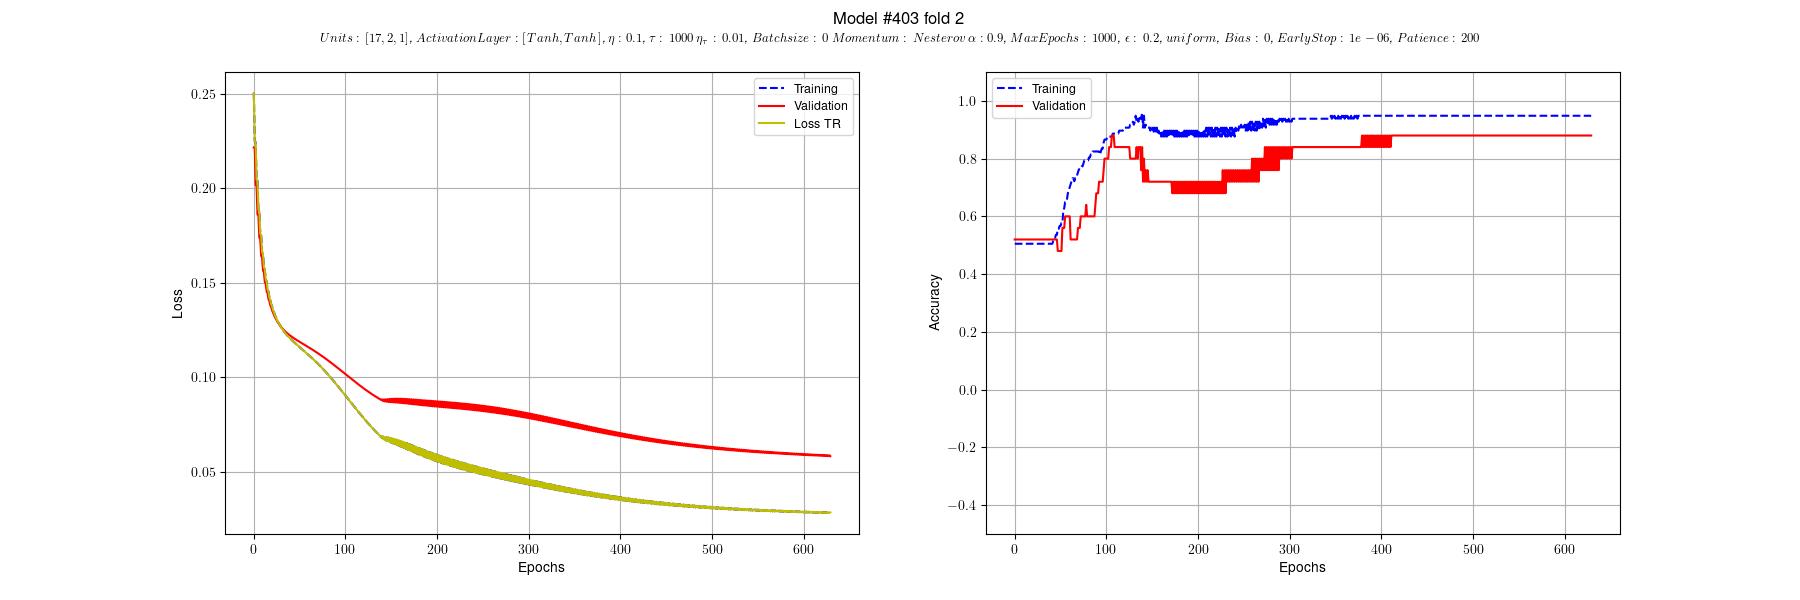 Model #403 fold 2
Units : [17, 2, 1], ActivationLayer : [Tanh, Tanh], η : 0.1, τ : 1000 η_τ : 0.01, Batchsize : 0 Momentum : Nesterov α : 0.9, MaxEpochs : 1000, ϵ : 0.2, uniform, Bias : 0, EarlyStop : 1e − 06, Patience : 200
Training
Validation
Loss TR
0.25
0.20
0.15
0.10
0.05
Loss
0 100 200 300 400 500 600
Epochs
Training
Validation
1.0
0.8
0.6
0.4
0.2
0.0
−0.2
−0.4
Accuracy
0 100 200 300 400 500 600
Epochs